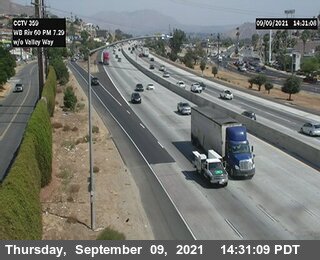 CCTV 359
WB Riv 60 PM 7.29
w/o Valley Way
09/09/2021 14:31:08
Thursday, September 09, 2021 14:31:09 PDT